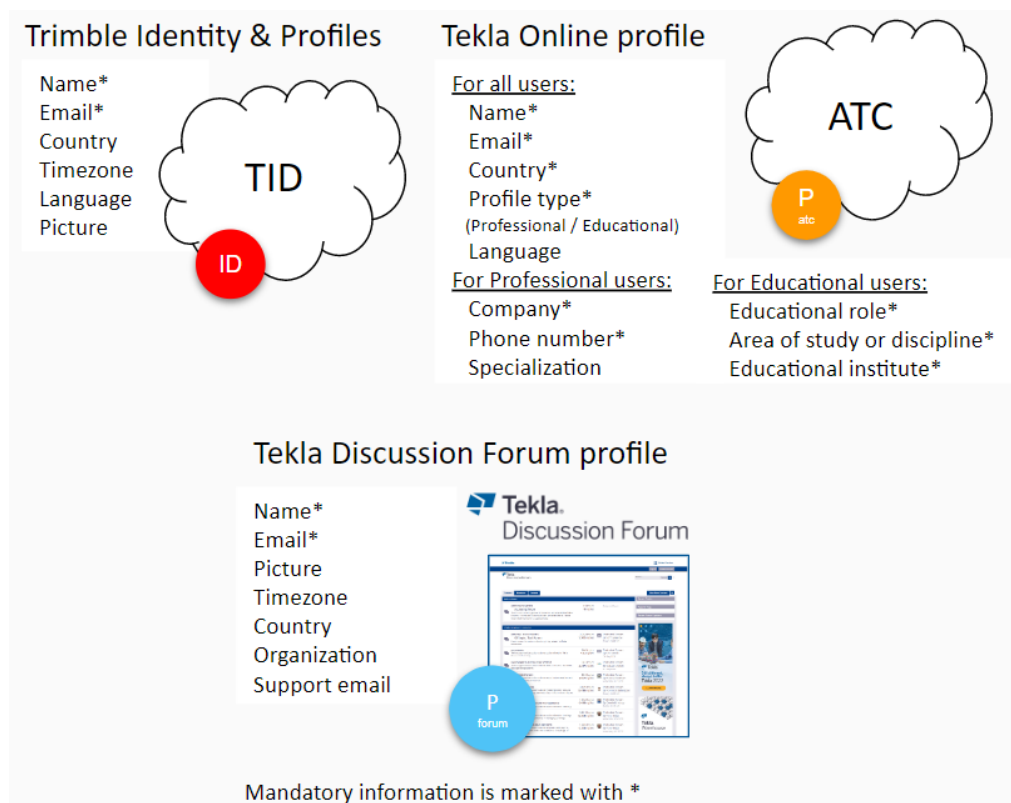 Trimble Identity & Profiles
Name*
Email*
Country
Timezone
Language
Picture
TID
ID
Tekla Online profile
For all users:
Name*
Email*
Country*
Profile type*
(Professional / Educational)
Language
For Professional users:
Company*
Phone number*
Specialization
ATC
P
atc
For Educational users:
Educational role*
Area of study or discipline*
Educational institute*
Tekla Discussion Forum profile
Name*
Email*
Picture
Timezone
Country
Organization
Support email
Tekla.
Discussion Forum
P
forum
Mandatory information is marked with *